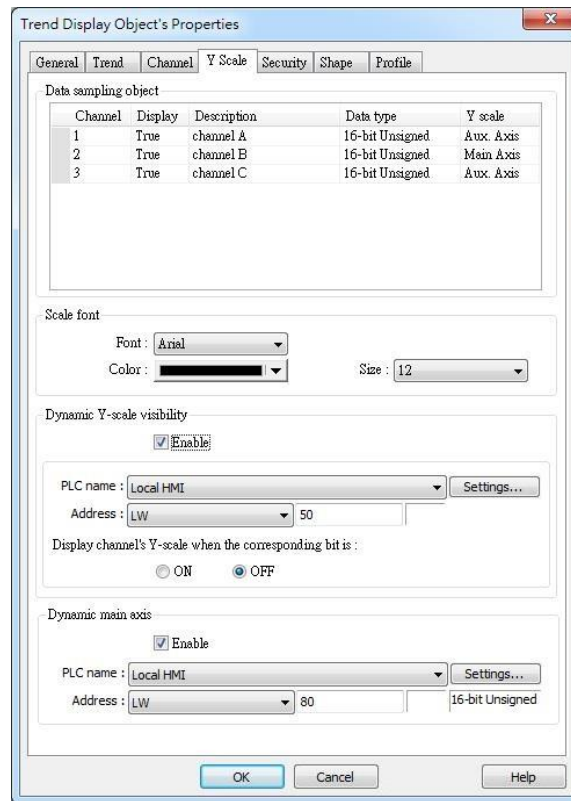 Trend Display Object's Properties
General Trend Channel Y Scale Security Shape Profile
Data sampling object
Channel Display Description Data type Y scale
1 True channel A 16-bit Unsigned Aux. Axis
2 True channel B 16-bit Unsigned Main Axis
3 True channel C 16-bit Unsigned Aux. Axis
Scale font
Font : Arial
Color : Size : 12
Dynamic Y-scale visibility
Enable
PLC name : Local HMI Settings...
Address : LW 50
Display channel's Y-scale when the corresponding bit is :
ON OFF
Dynamic main axis
Enable
PLC name : Local HMI Settings...
Address : LW 80 16-bit Unsigned
OK Cancel Help